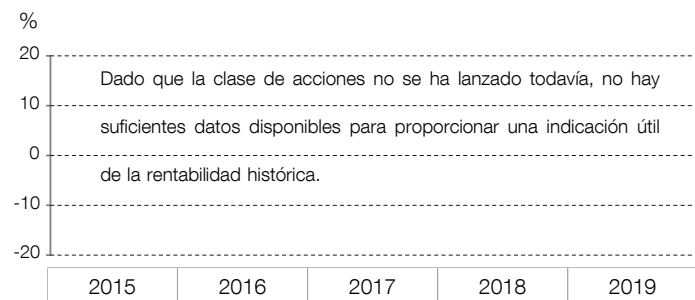 %
20
Dado que la clase de acciones no se ha lanzado todavía, no hay
10
suficientes datos disponibles para proporcionar una indicación útil
0
de la rentabilidad histórica.
-10
-20
2015 2016 2017 2018 2019